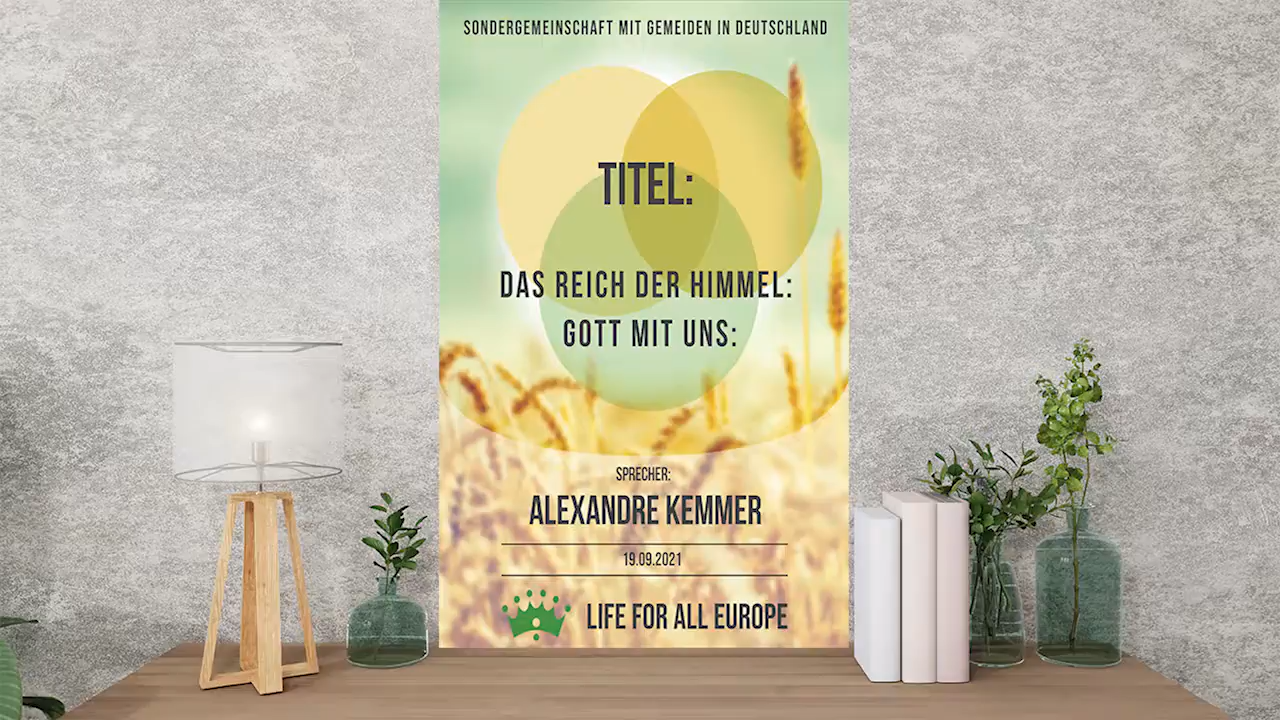 SONDERGEMEINSCHAFT MIT GEMEIDEN IN DEUTSCHLAND
TITEL:
DAS REICH DER HIMMEL:
GOTT MIT UNS:
SPRECHER:
ALEXANDRE KEMMER
19.09.2021
LIFE FOR ALL EUROPE